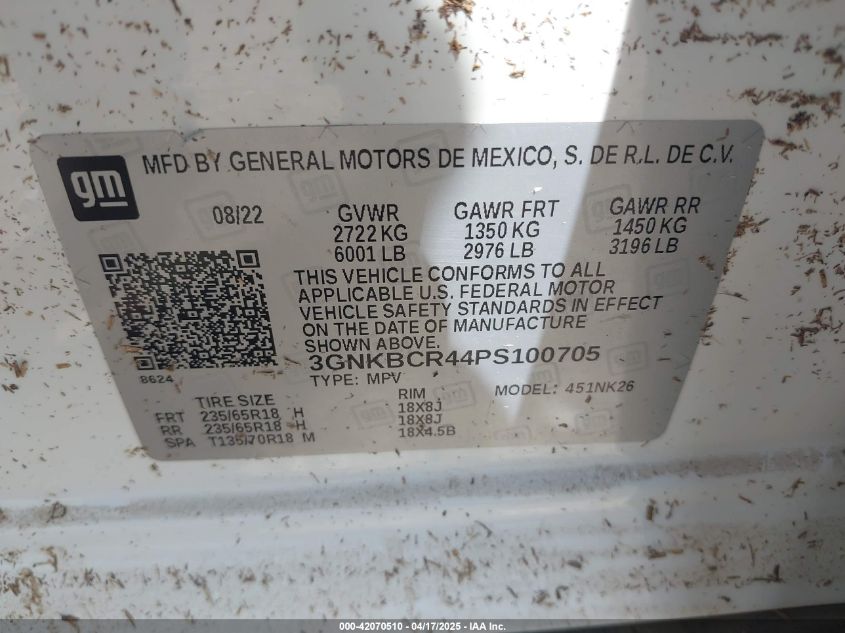 gm
MFD BY GENERAL MOTORS DE MEXICO, S. DE R.L. DE C.V.
08/22 GVWR GAWR FRT GAWR RR
2722 KG 1350 KG 1450 KG
6001 LB 2976 LB 3196 LB
THIS VEHICLE CONFORMS TO ALL
APPLICABLE U.S. FEDERAL MOTOR
VEHICLE SAFETY STANDARDS IN EFFECT
ON THE DATE OF MANUFACTURE
SHOWN ABOVE.
3GNKBCR44PS100705
8624 TYPE: MPV MODEL: 451NK26
TIRE SIZE RIM
FRT 235/65R18 H 18X8J
RR 235/65R18 H 18X8J
SPA T135/70R18 M 18X4.5B
000-42070510 - 04/17/2025 - IAA Inc.